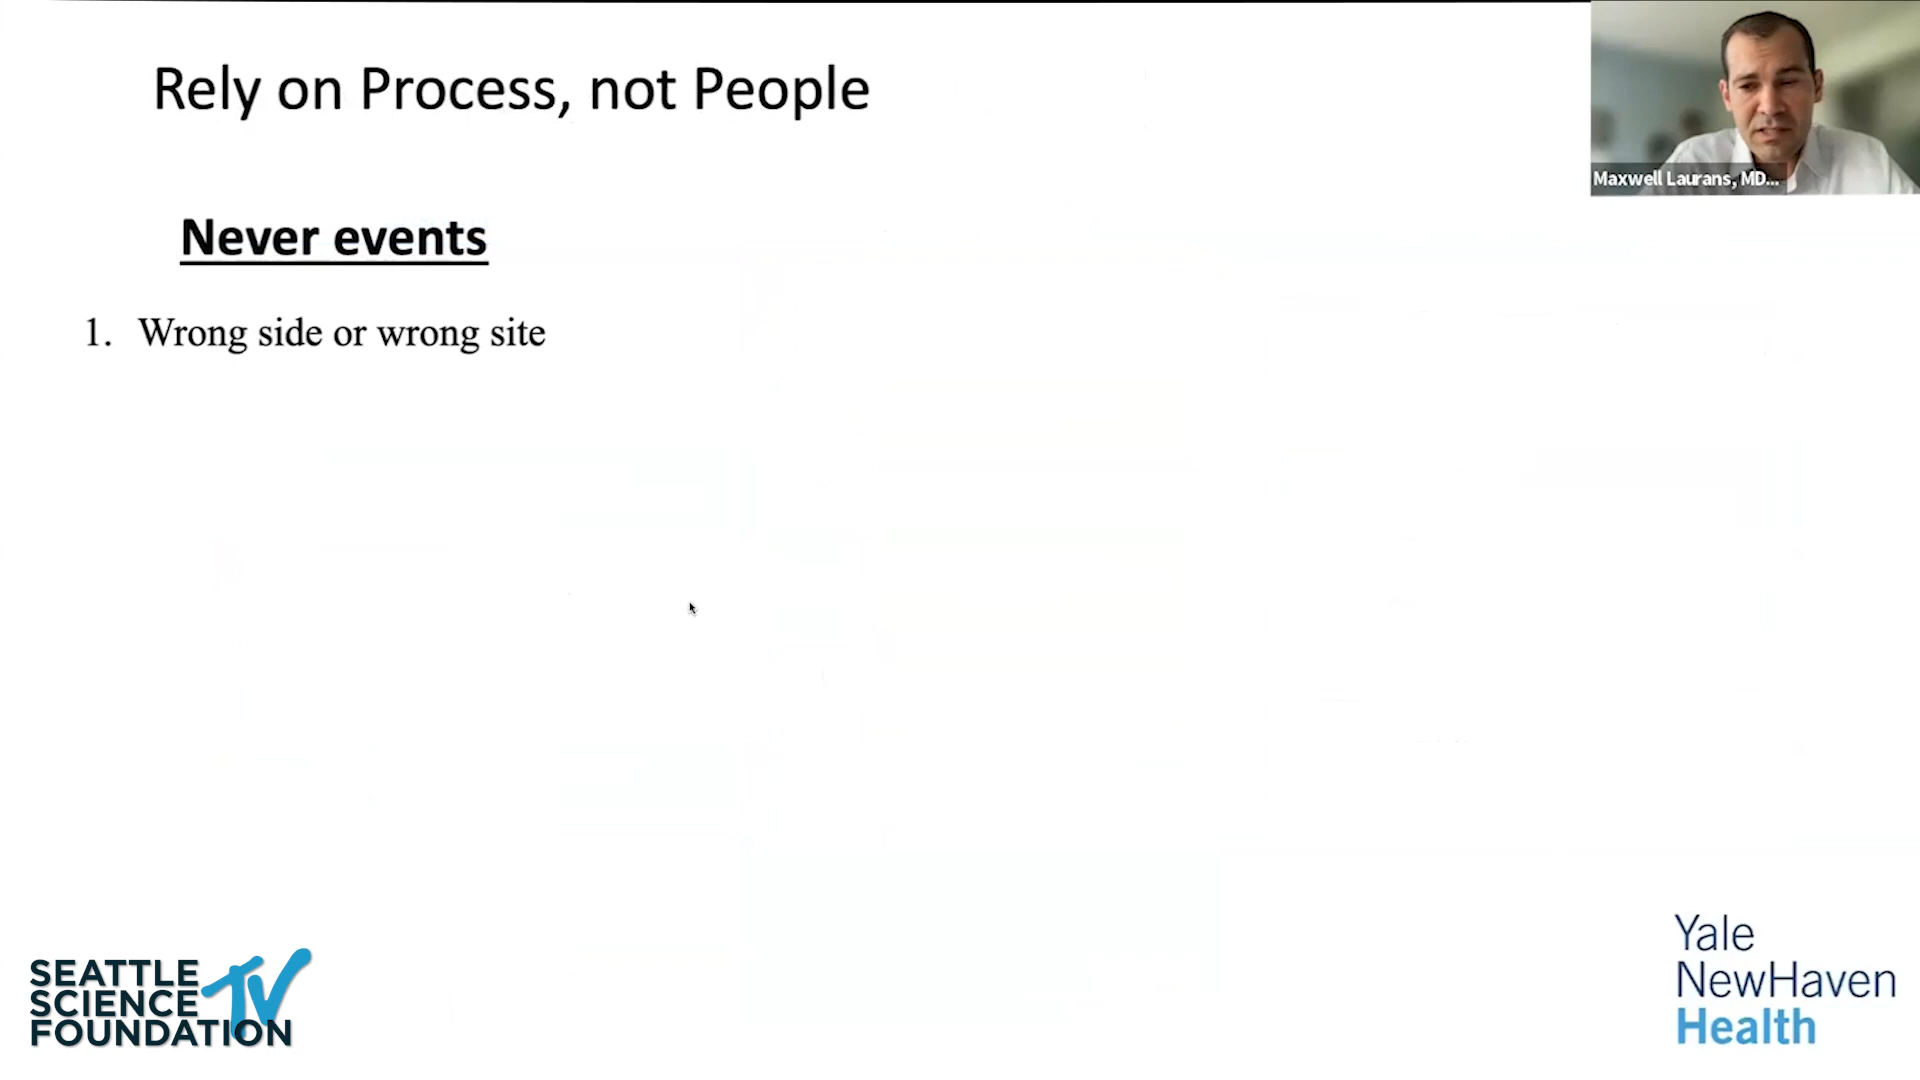 Rely on Process, not People
Maxwell Laurans, MD...
Never events
1. Wrong side or wrong site
SEATTLE
SCIENCE TV
FOUNDATION
Yale
NewHaven
Health